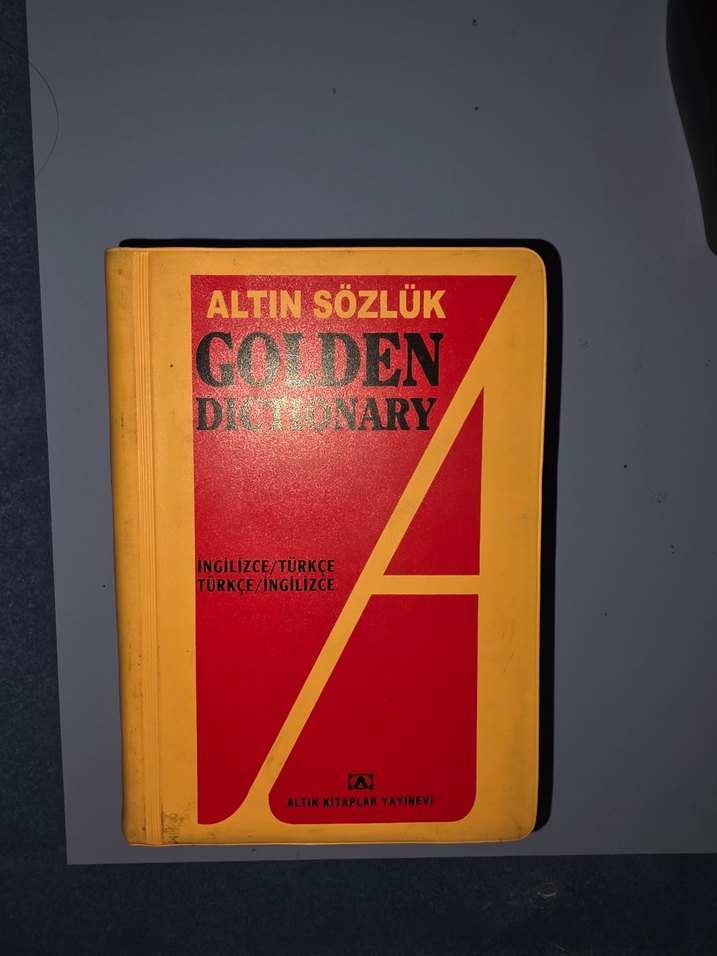 ALTIN SÖZLÜK
GOLDEN
DICTIONARY
İNGİLİZCE/TÜRKÇE
TÜRKÇE/İNGİLİZCE
ALTIN KİTAPLAR YAYINEVİ